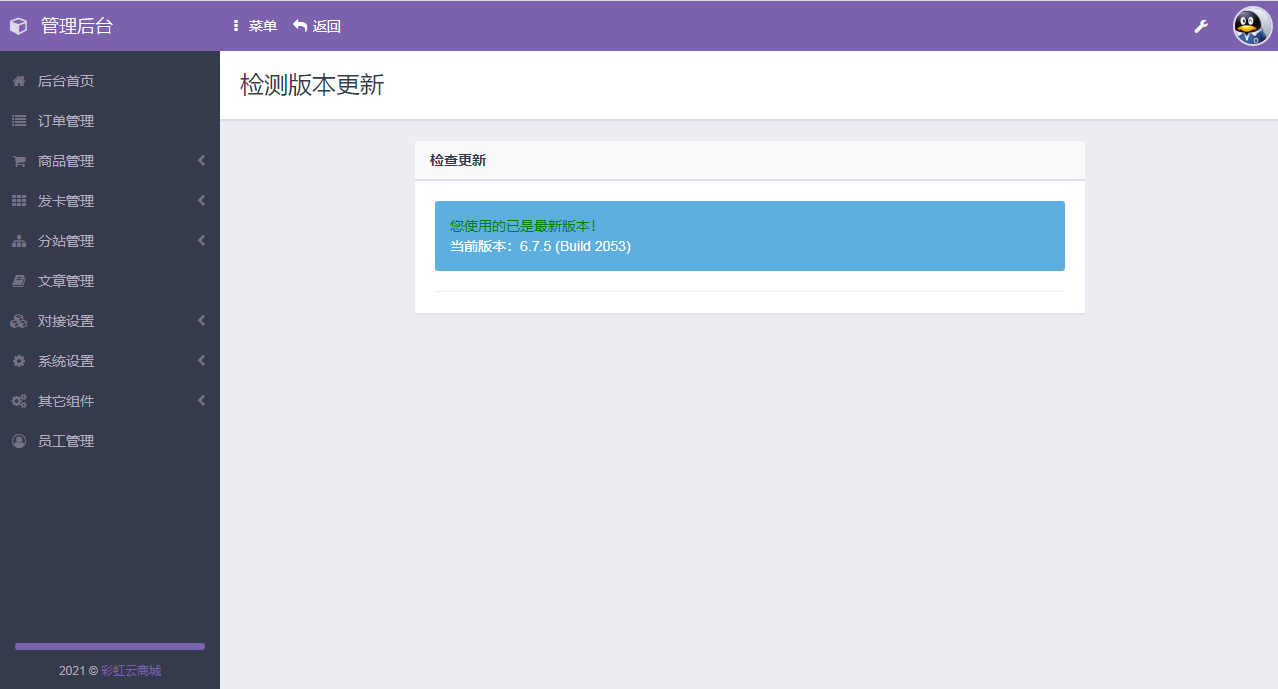 管理后台
菜单 返回
后台首页
订单管理
商品管理
发卡管理
分站管理
文章管理
对接设置
系统设置
其它组件
员工管理
2021 © 彩虹云商城
检测版本更新
检查更新
您使用的已是最新版本！
当前版本：6.7.5 (Build 2053)